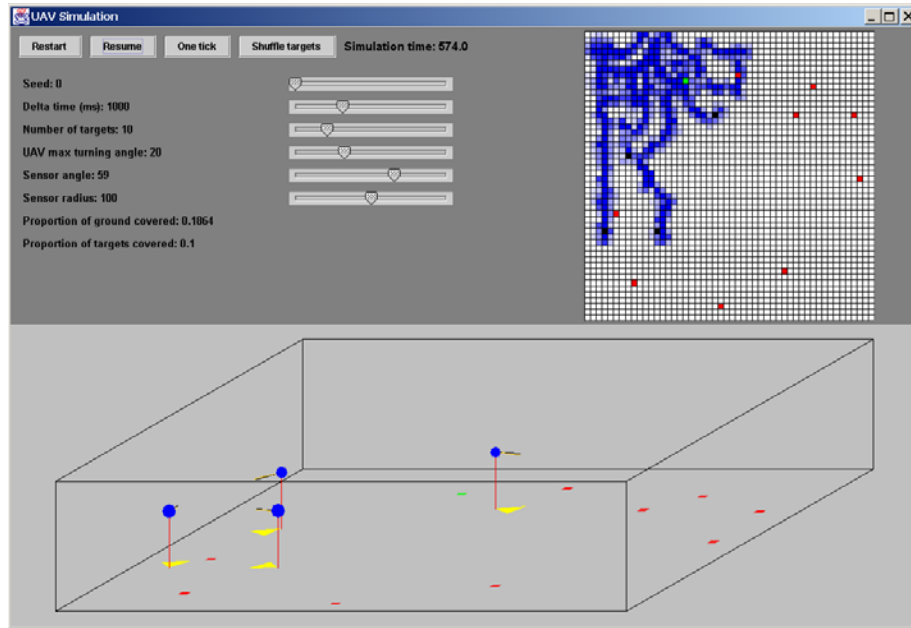 UAV Simulation
Restart Resume One tick Shuffle targets Simulation time: 574.0
Seed: 0
Delta time (ms): 1000
Number of targets: 10
UAV max turning angle: 20
Sensor angle: 59
Sensor radius: 100
Proportion of ground covered: 0.1864
Proportion of targets covered: 0.1